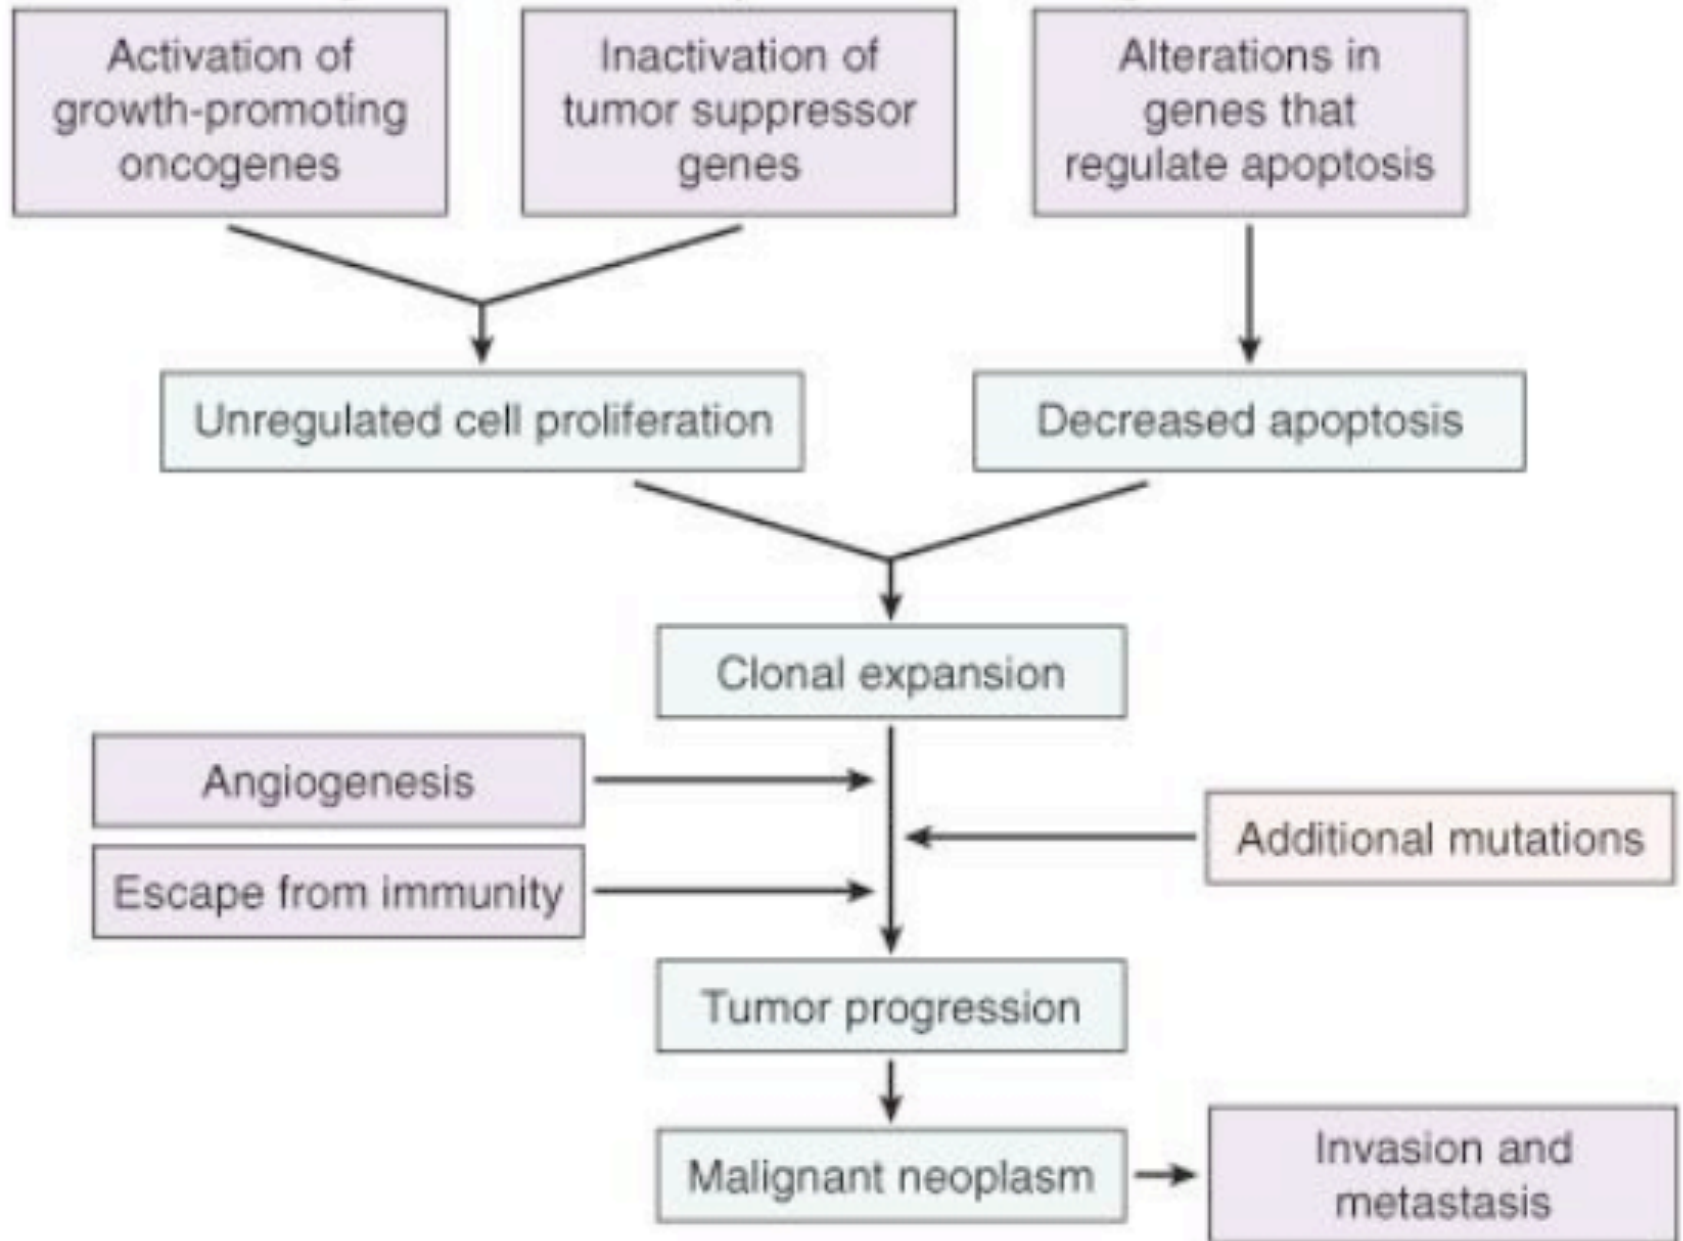 Activation of
growth-promoting
oncogenes
Inactivation of
tumor suppressor
genes
Alterations in
genes that
regulate apoptosis
Unregulated cell proliferation
Decreased apoptosis
Clonal expansion
Angiogenesis
Additional mutations
Escape from immunity
Tumor progression
Malignant neoplasm
Invasion and
metastasis